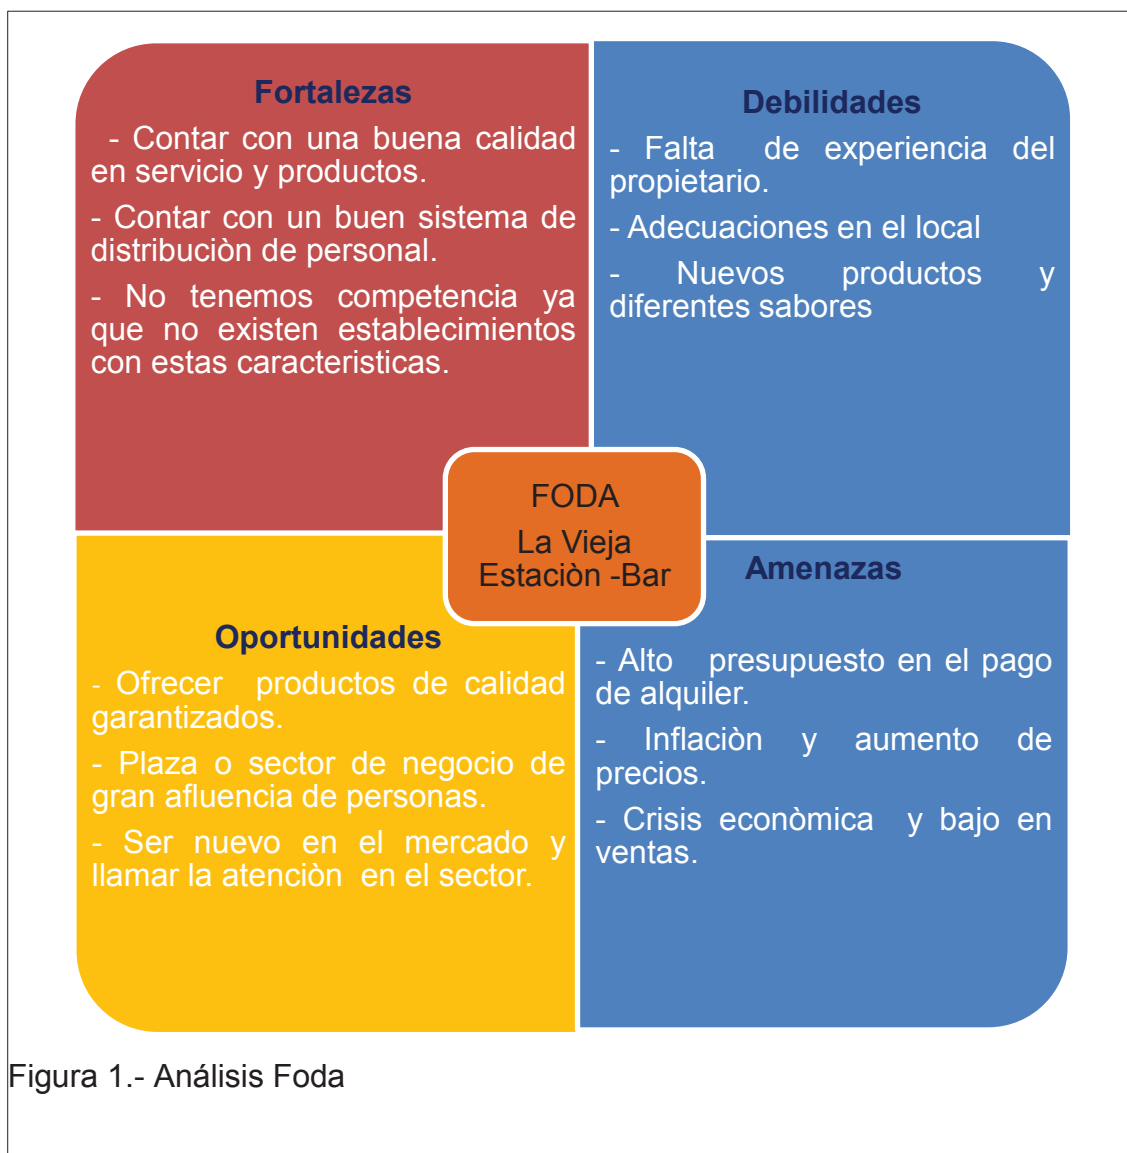 Fortalezas
- Contar con una buena calidad
en servicio y productos.
- Contar con un buen sistema de
distribuciòn de personal.
- No tenemos competencia ya
que no existen establecimientos
con estas caracteristicas.
Debilidades
- Falta de experiencia del
propietario.
- Adecuaciones en el local
- Nuevos productos y
diferentes sabores
FODA
La Vieja
Estaciòn -Bar
Oportunidades
- Ofrecer productos de calidad
garantizados.
- Plaza o sector de negocio de
gran afluencia de personas.
- Ser nuevo en el mercado y
llamar la atenciòn en el sector.
Amenazas
- Alto presupuesto en el pago
de alquiler.
- Inflaciòn y aumento de
precios.
- Crisis econòmica y bajo en
ventas.
Figura 1.- Análisis Foda